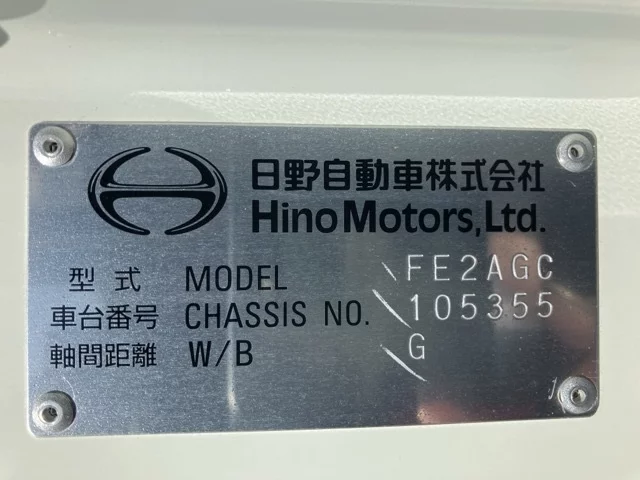 日野自動車株式会社
Hino Motors, Ltd.
型式 MODEL FE2AGC
車台番号 CHASSIS NO. 105355
軸間距離 W/B G